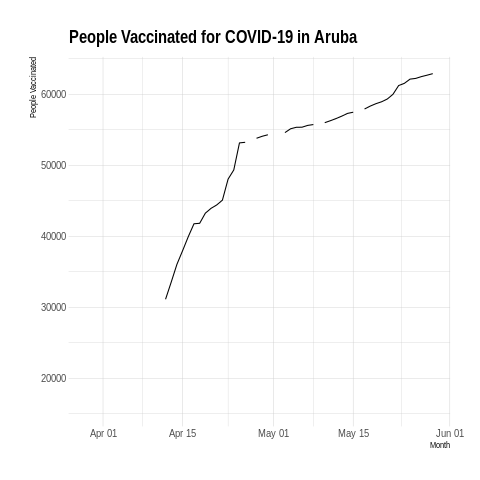 People Vaccinated for COVID-19 in Aruba
People Vaccinated
60000
50000
40000
30000
20000
Apr 01 Apr 15 May 01 May 15 Jun 01
Month